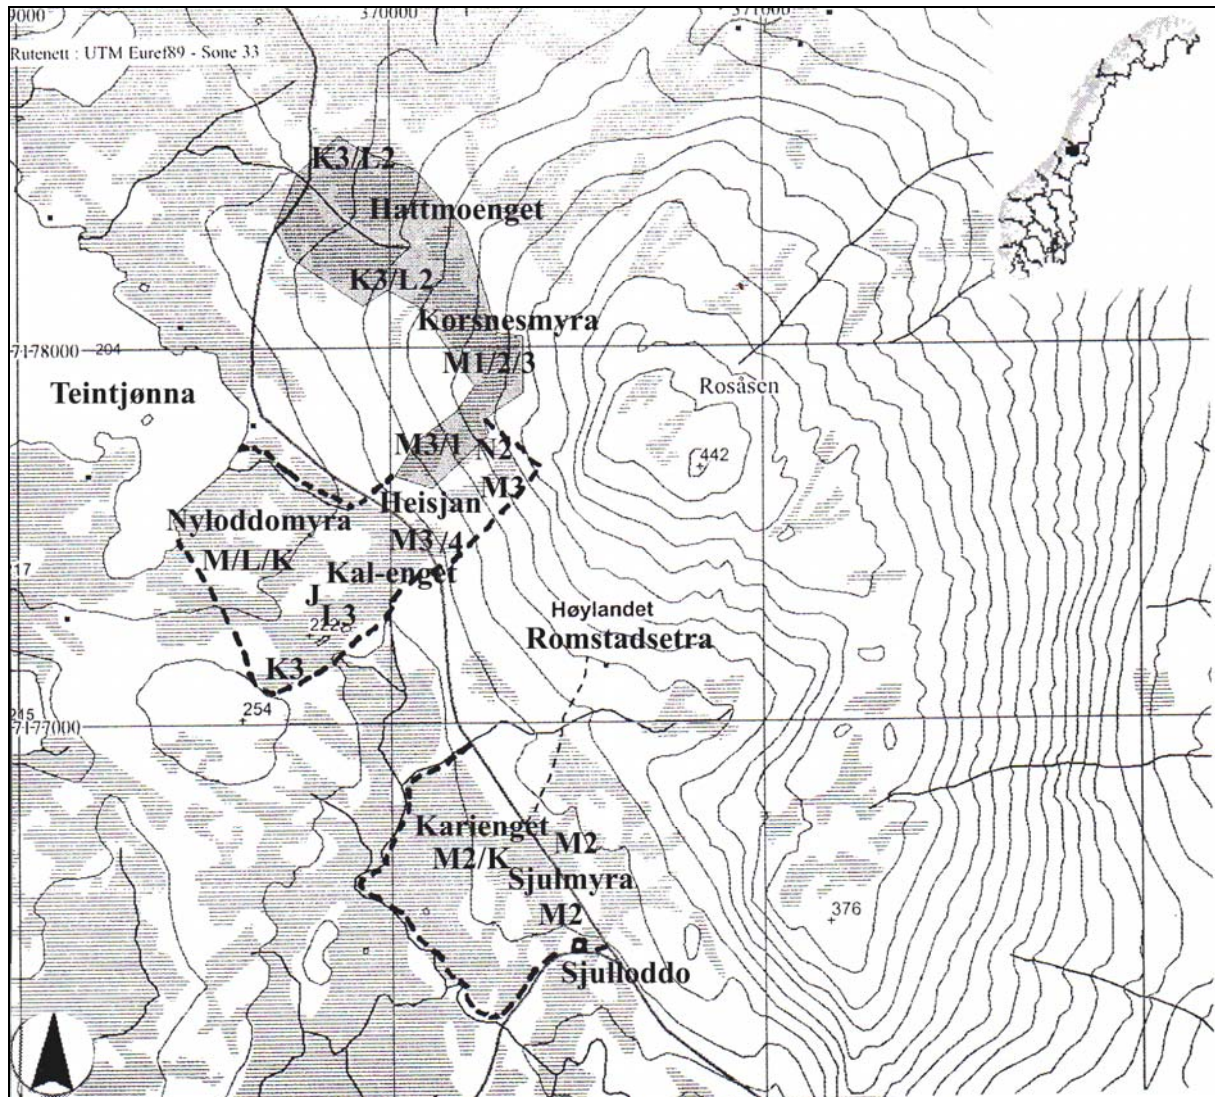 9000
370000
371000
Rutenett : UTM Euref89 - Sone 33
K3/L2
Hattmoenget
K3/L2
Korsnesmyra
7178000
204
M1/2/3
Teintjønna
Rosåsen
M3/1
N2
442
M3
Heisjan
Nyloddomyra
M3/4
M/L/K
17
Kal-enget
J
L3
222
Høylandet
Romstadsetra
K3
254
215
7177000
Karienget
M2
M2/K
Sjulmyra
M2
376
Sjulloddo